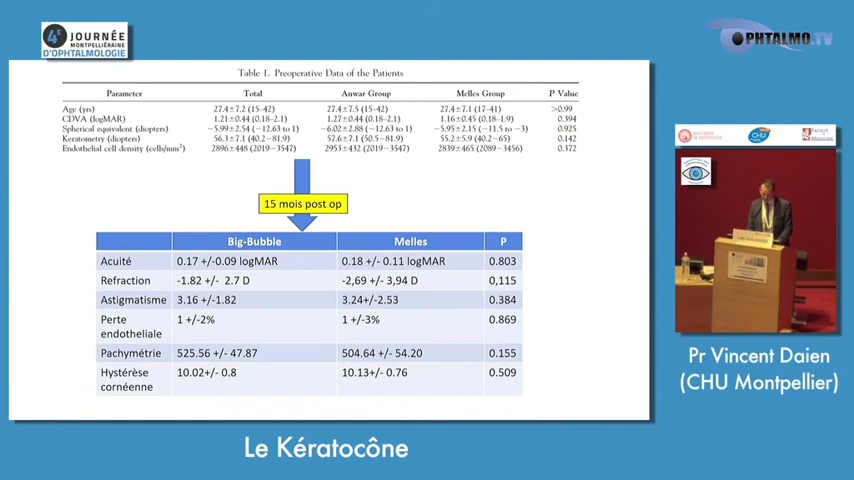 4e JOURNÉE
MONTPELLIÉRAINE
D'OPHTALMOLOGIE
OPHTALMO.TV
Table 1. Preoperative Data of the Patients
Parameter Total Anwar Group Melles Group P Value
Age (yrs) 27.4±7.2 (15–42) 27.4±7.5 (15–42) 27.4±7.1 (17–41) >0.99
CDVA (logMAR) 1.21±0.44 (0.18–2.1) 1.27±0.44 (0.18–2.1) 1.16±0.45 (0.18–1.9) 0.394
Spherical equivalent (diopters) −5.99±2.54 (−12.63 to 1) −6.02±2.88 (−12.63 to 1) −5.95±2.15 (−11.5 to −3) 0.925
Keratometry (diopters) 56.3±7.1 (40.2–81.9) 57.6±7.1 (50.5–81.9) 55.2±5.9 (40.2–65) 0.142
Endothelial cell density (cells/mm²) 2896±448 (2019–3547) 2953±432 (2019–3547) 2839±465 (2089–3456) 0.372
15 mois post op
Big-Bubble Melles P
Acuité 0.17 +/-0.09 logMAR 0.18 +/- 0.11 logMAR 0.803
Refraction -1.82 +/- 2.7 D -2,69 +/- 3,94 D 0,115
Astigmatisme 3.16 +/-1.82 3.24+/-2.53 0.384
Perte endotheliale 1 +/-2% 1 +/-3% 0.869
Pachymétrie 525.56 +/- 47.87 504.64 +/- 54.20 0.155
Hystérèse cornéenne 10.02+/- 0.8 10.13+/- 0.76 0.509
CHU
Pr Vincent Daien
(CHU Montpellier)
Le Kératocône